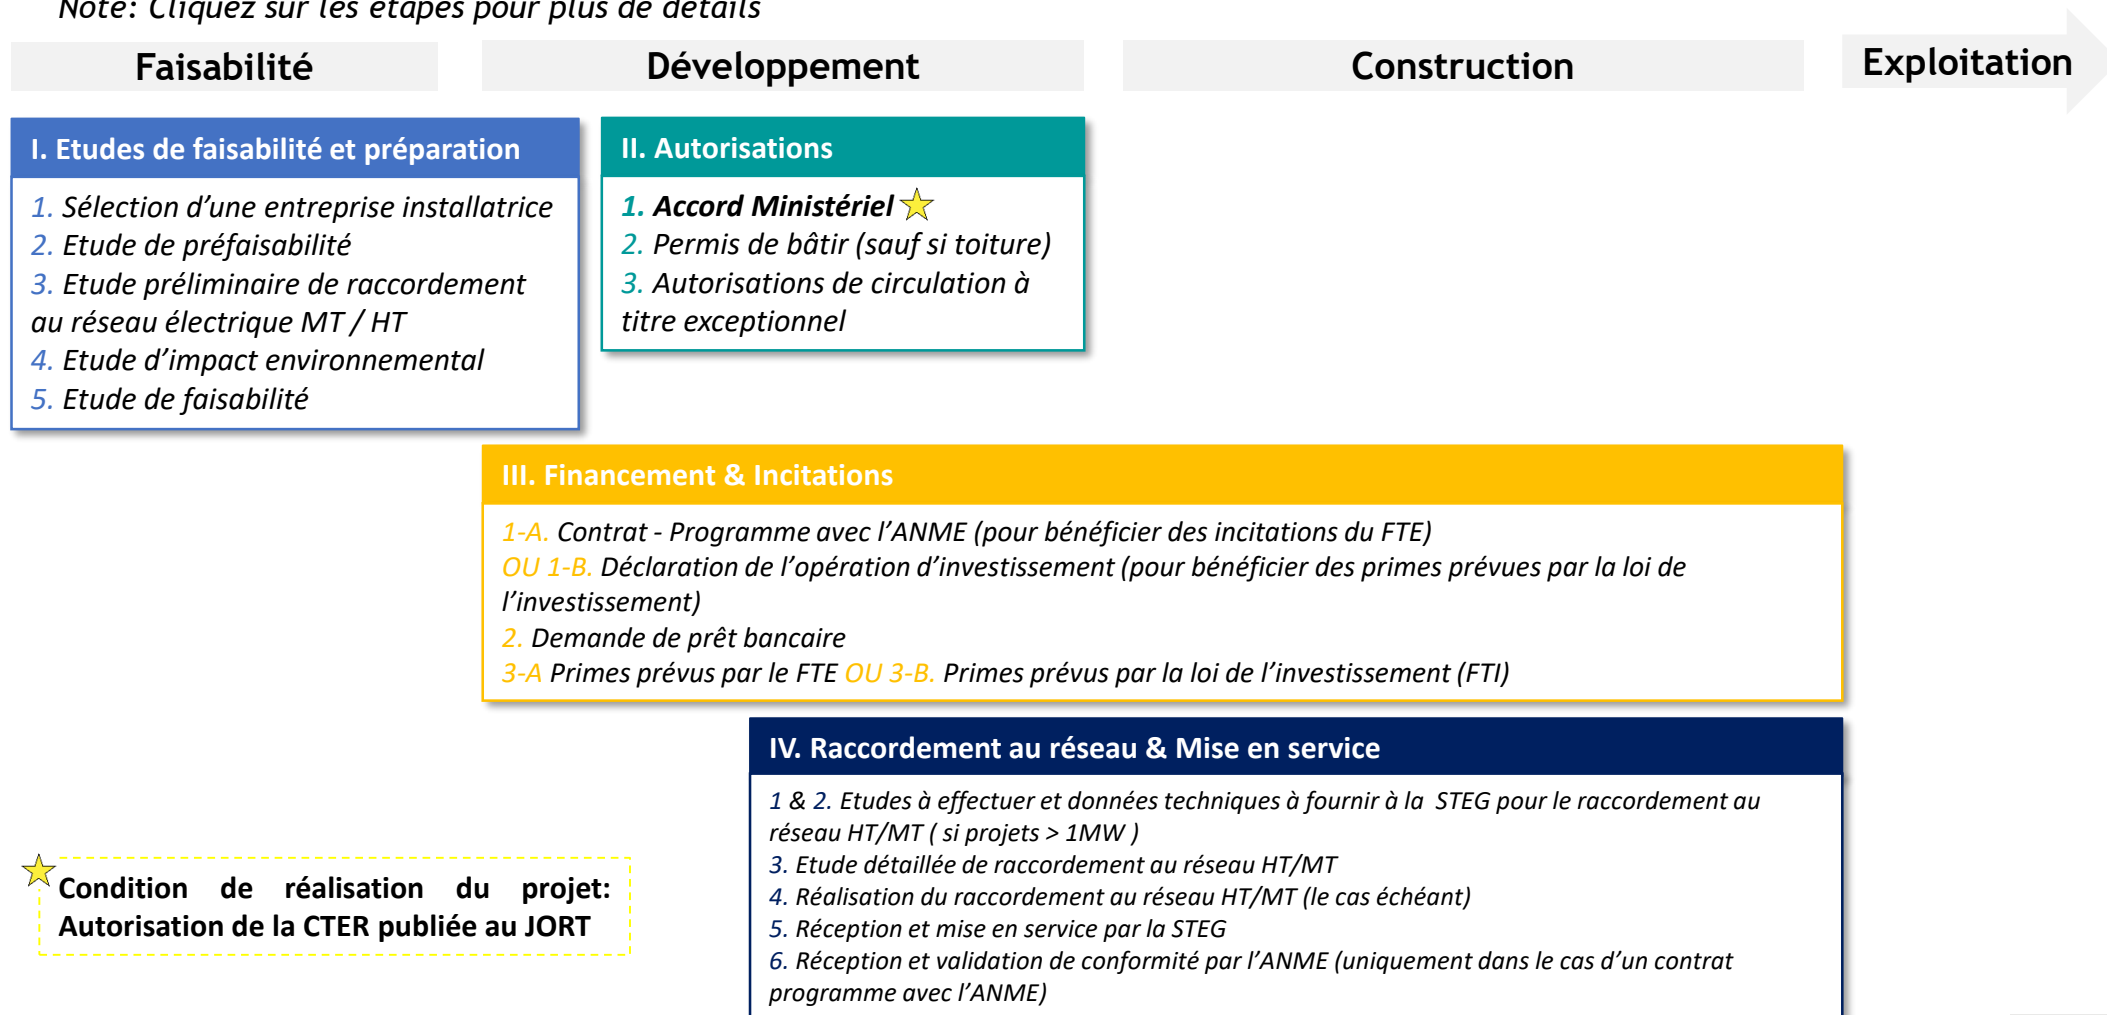 Note: Cliquez sur les étapes pour plus de détails
Faisabilité
Développement
Construction
Exploitation
I. Etudes de faisabilité et préparation
1. Sélection d’une entreprise installatrice
2. Etude de préfaisabilité
3. Etude préliminaire de raccordement
au réseau électrique MT / HT
4. Etude d’impact environnemental
5. Etude de faisabilité
II. Autorisations
1. Accord Ministériel
2. Permis de bâtir (sauf si toiture)
3. Autorisations de circulation à
titre exceptionnel
III. Financement & Incitations
1-A. Contrat - Programme avec l’ANME (pour bénéficier des incitations du FTE)
OU 1-B. Déclaration de l’opération d’investissement (pour bénéficier des primes prévues par la loi de
l’investissement)
2. Demande de prêt bancaire
3-A Primes prévus par le FTE OU 3-B. Primes prévus par la loi de l’investissement (FTI)
IV. Raccordement au réseau & Mise en service
1 & 2. Etudes à effectuer et données techniques à fournir à la STEG pour le raccordement au
réseau HT/MT ( si projets > 1MW )
3. Etude détaillée de raccordement au réseau HT/MT
4. Réalisation du raccordement au réseau HT/MT (le cas échéant)
5. Réception et mise en service par la STEG
6. Réception et validation de conformité par l’ANME (uniquement dans le cas d’un contrat
programme avec l’ANME)
Condition de réalisation du projet:
Autorisation de la CTER publiée au JORT